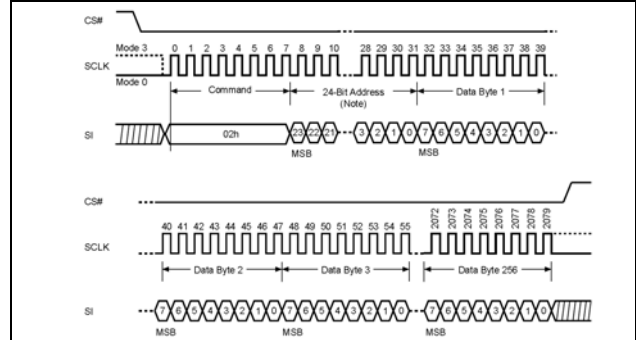 CS#
Mode 3
0 1 2 3 4 5 6 7 8 9 10 28 29 30 31 32 33 34 35 36 37 38 39
SCLK
Mode 0
Command 24-Bit Address Data Byte 1
(Note)
SI 02h 23 22 21 3 2 1 0 7 6 5 4 3 2 1 0
MSB MSB
CS#
40 41 42 43 44 45 46 47 48 49 50 51 52 53 54 55 2072 2073 2074 2075 2076 2077 2078 2079
SCLK
Data Byte 2 Data Byte 3 Data Byte 256
SI 7 6 5 4 3 2 1 0 7 6 5 4 3 2 1 0 7 6 5 4 3 2 1 0
MSB MSB MSB